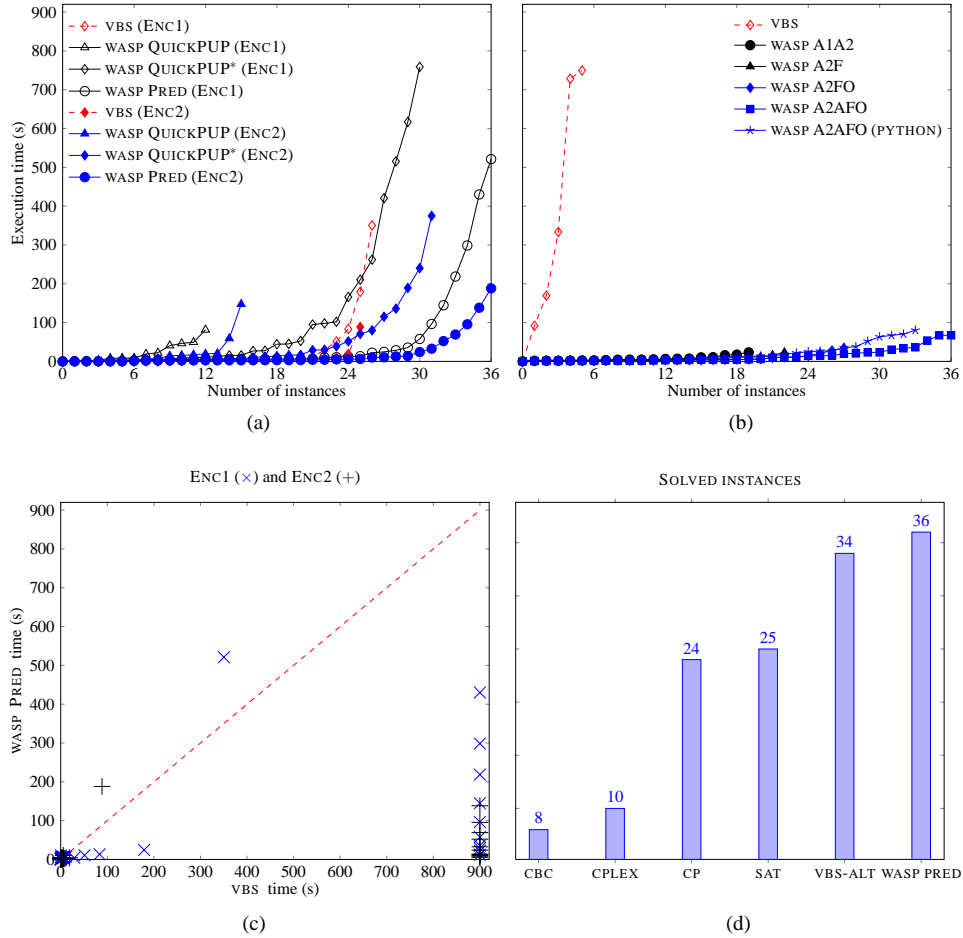 900
800
700
600
500
400
300
200
100
0
Execution time (s)
0 6 12 18 24 30 36
Number of instances
VBS (ENC1)
WASP QUICKPUP (ENC1)
WASP QUICKPUP* (ENC1)
WASP PRED (ENC1)
VBS (ENC2)
WASP QUICKPUP (ENC2)
WASP QUICKPUP* (ENC2)
WASP PRED (ENC2)
(a)
0 6 12 18 24 30 36
Number of instances
VBS
WASP A1A2
WASP A2F
WASP A2FO
WASP A2AFO
WASP A2AFO (PYTHON)
(b)
ENC1 (×) and ENC2 (+)
900
800
700
600
500
400
300
200
100
0
WASP PRED time (s)
0 100 200 300 400 500 600 700 800 900
VBS time (s)
(c)
SOLVED INSTANCES
8
10
24
25
34
36
CBC CPLEX CP SAT VBS-ALT WASP PRED
(d)